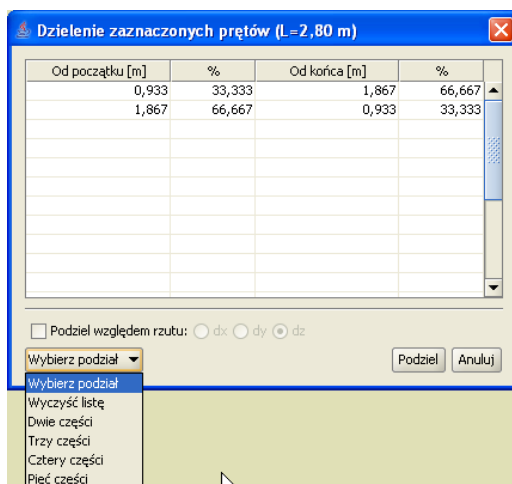 Dzielenie zaznaczonych prętów (L=2,80 m)
Od początku [m] % Od końca [m] %
0,933 33,333 1,867 66,667
1,867 66,667 0,933 33,333
Podziel względem rzutu: dx dy dz
Wybierz podział Podziel Anuluj
Wybierz podział
Wyczyść listę
Dwie części
Trzy części
Cztery części
Pięć części